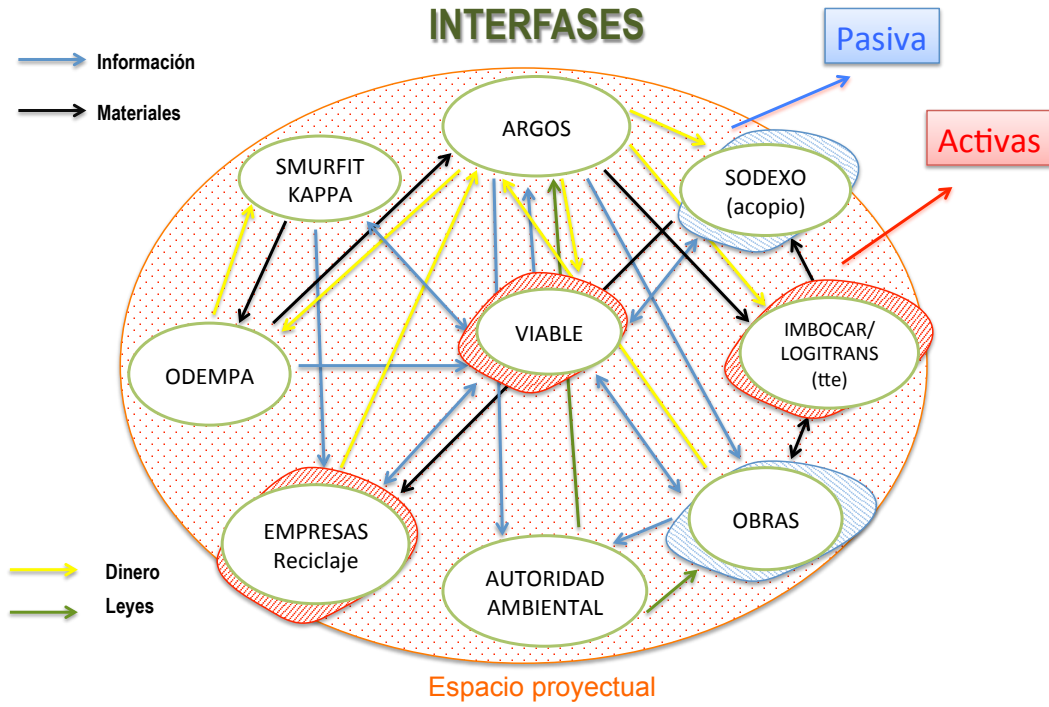 INTERFASES
Información
Materiales
Pasiva
Activas
ARGOS
SMURFIT
KAPPA
SODEXO
(acopio)
VIABLE
IMBOCAR/
LOGITRANS
(tte)
ODEMPA
EMPRESAS
Reciclaje
OBRAS
AUTORIDAD
AMBIENTAL
Dinero
Leyes
Espacio proyectual